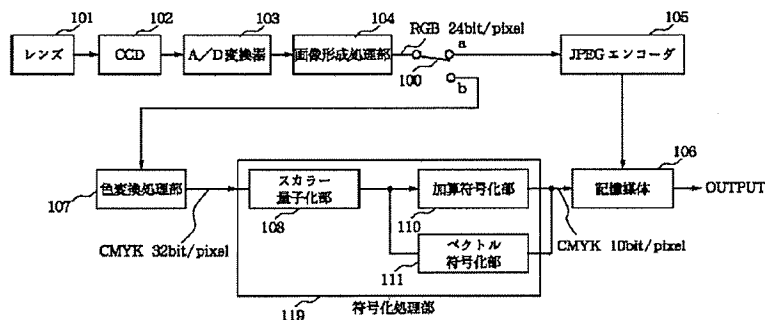 101
102
103
104
105
RGB 24bit/pixel
a
レンズ
CCD
A/D変換器
画像形成処理部
100
JPEGエンコーダ
b
106
色変換処理部
スカラー
量子化部
加算符号化部
記憶媒体
OUTPUT
107
108
110
CMYK 32bit/pixel
CMYK 10bit/pixel
ベクトル
符号化部
111
119
符号化処理部